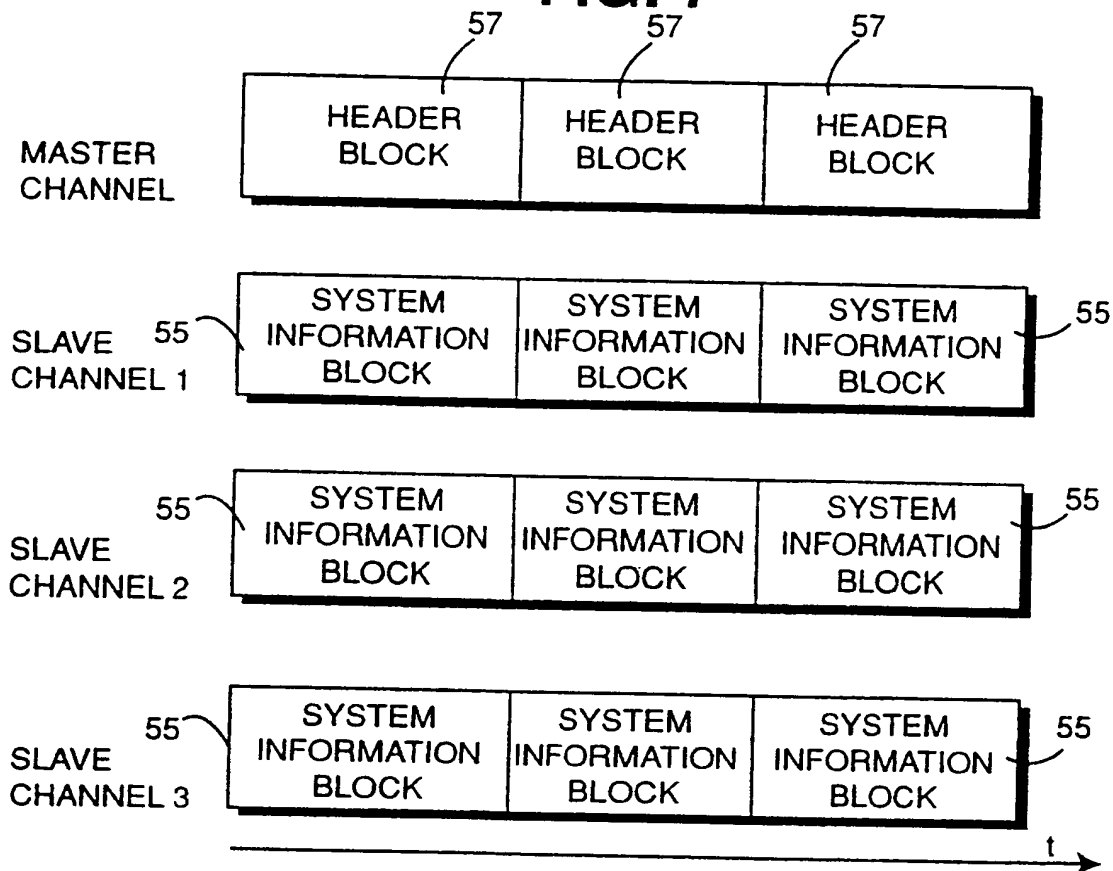 57 57 57
MASTER CHANNEL
HEADER BLOCK
HEADER BLOCK
HEADER BLOCK
SLAVE CHANNEL 1
55
SYSTEM INFORMATION BLOCK
SYSTEM INFORMATION BLOCK
SYSTEM INFORMATION BLOCK
55
SLAVE CHANNEL 2
55
SYSTEM INFORMATION BLOCK
SYSTEM INFORMATION BLOCK
SYSTEM INFORMATION BLOCK
55
SLAVE CHANNEL 3
55
SYSTEM INFORMATION BLOCK
SYSTEM INFORMATION BLOCK
SYSTEM INFORMATION BLOCK
55
t